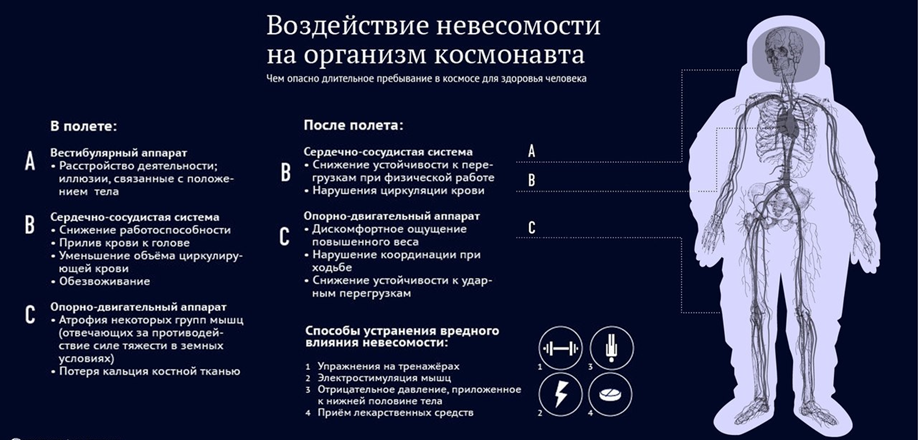 Воздействие невесомости
на организм космонавта
Чем опасно длительное пребывание в космосе для здоровья человека
В полете:
A
Вестибулярный аппарат
• Расстройство деятельности;
иллюзии, связанные с положе-
нием тела
B
Сердечно-сосудистая система
• Снижение работоспособности
• Прилив крови к голове
• Уменьшение объёма циркулиру-
ющей крови
• Обезвоживание
C
Опорно-двигательный аппарат
• Атрофия некоторых групп мышц
(отвечающих за противодей-
ствие силе тяжести в земных
условиях)
• Потеря кальция костной тканью
После полета:
B
Сердечно-сосудистая система
• Снижение устойчивости к пере-
грузкам при физической работе
• Нарушения циркуляции крови
C
Опорно-двигательный аппарат
• Дискомфортное ощущение
повышенного веса
• Нарушение координации при
ходьбе
• Снижение устойчивости к удар-
ным перегрузкам
Способы устранения вредного
влияния невесомости:
1 Упражнения на тренажёрах
2 Электростимуляция мышц
3 Отрицательное давление, приложенное
к нижней половине тела
4 Приём лекарственных средств
1
3
2
4
A
B
C